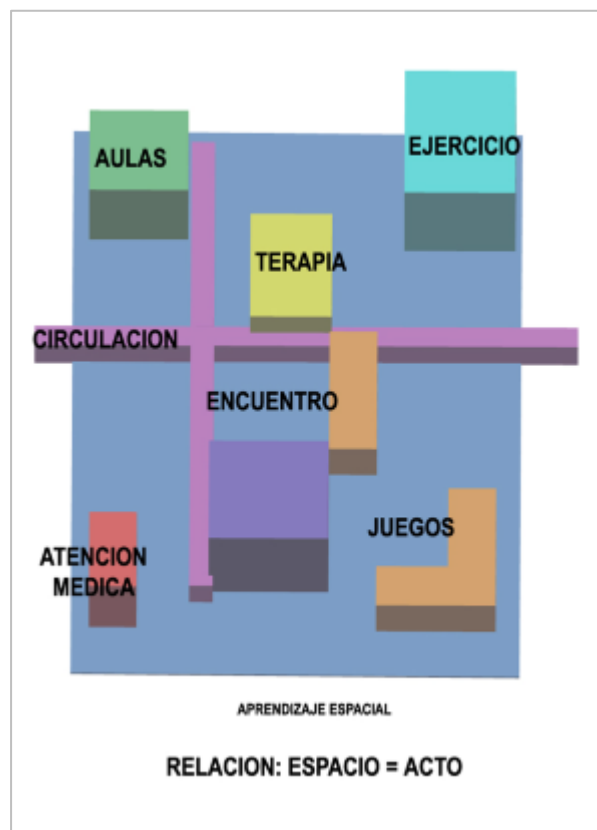 AULAS
EJERCICIO
TERAPIA
CIRCULACION
ENCUENTRO
JUEGOS
ATENCION
MEDICA
APRENDIZAJE ESPACIAL
RELACION: ESPACIO = ACTO